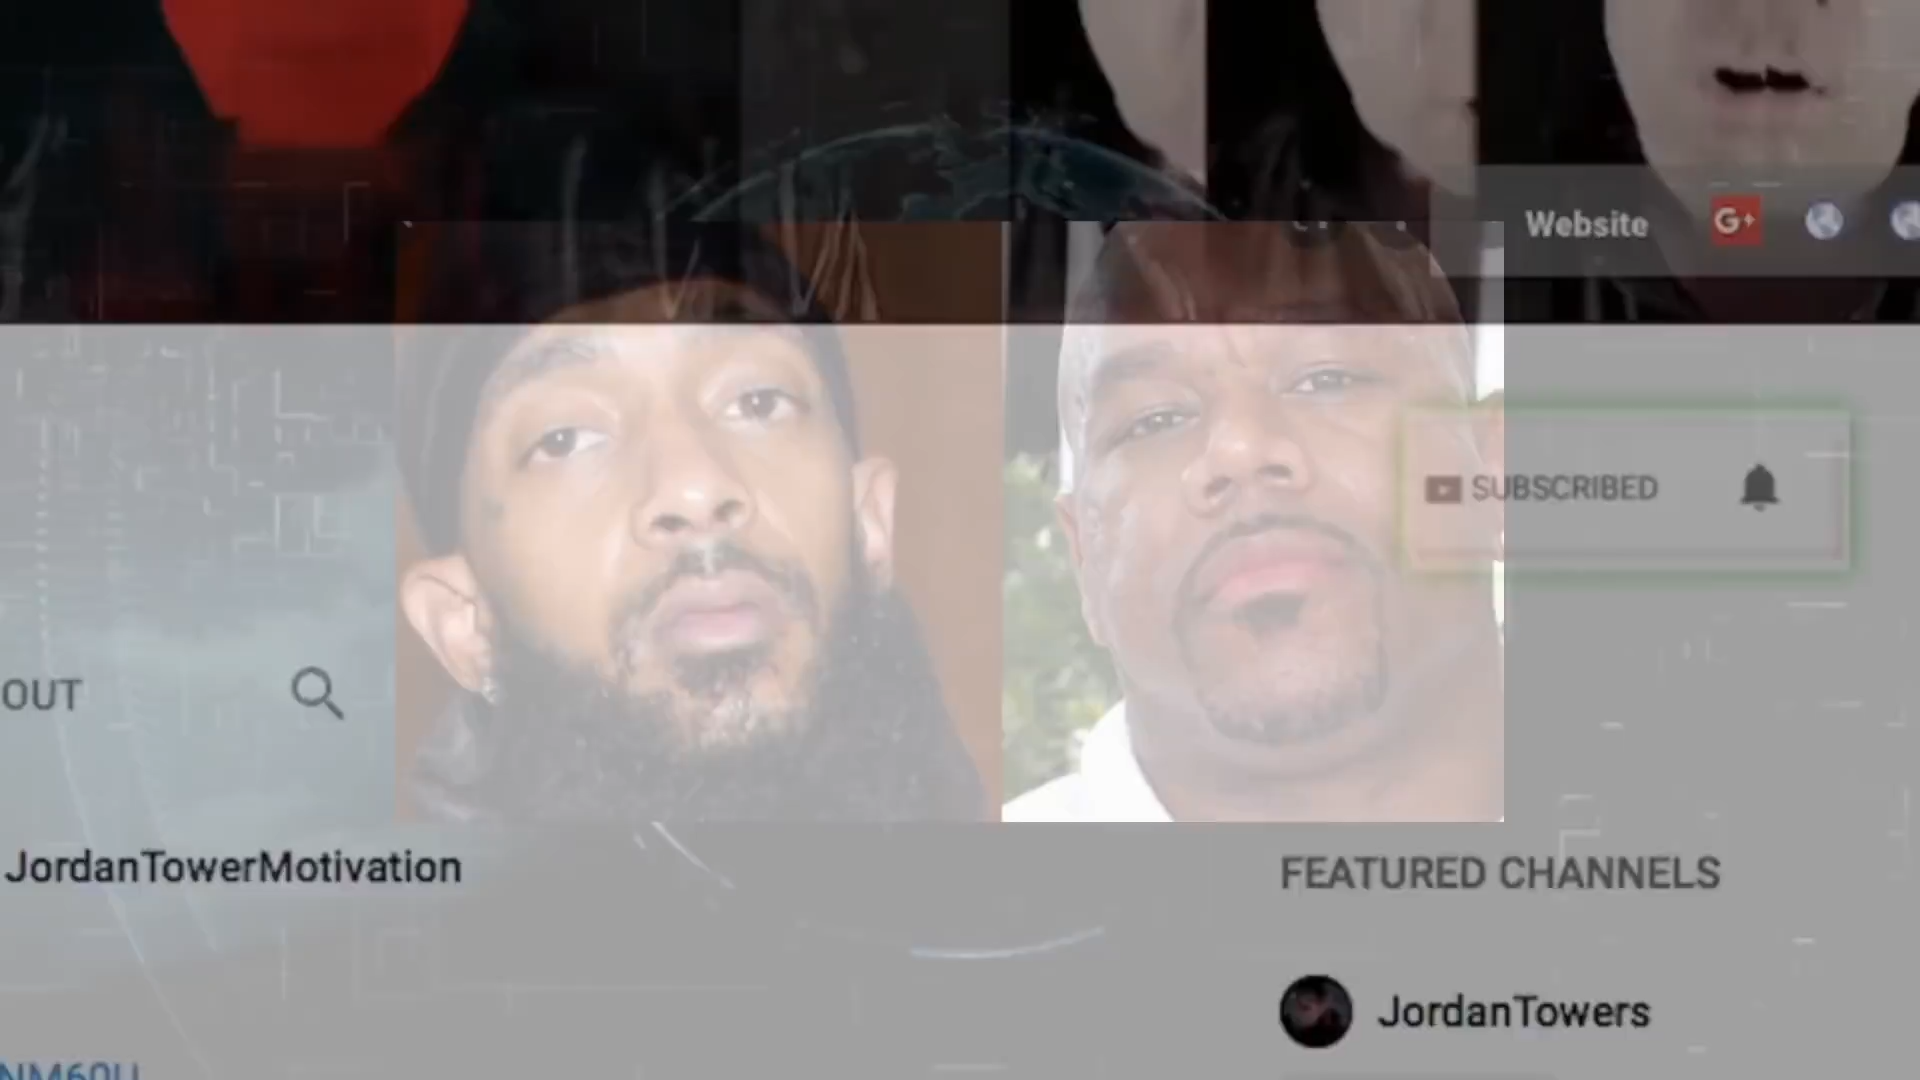 Website
G+
SUBSCRIBED
OUT
JordanTowerMotivation
FEATURED CHANNELS
JordanTowers